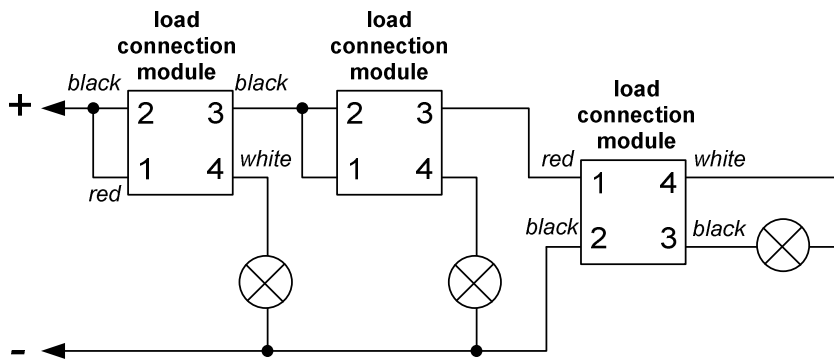 load
connection
module
load
connection
module
load
connection
module
+
black
2
3
black
2
3
1
4
white
1
4
red
red
1
4
white
black
2
3
black
-